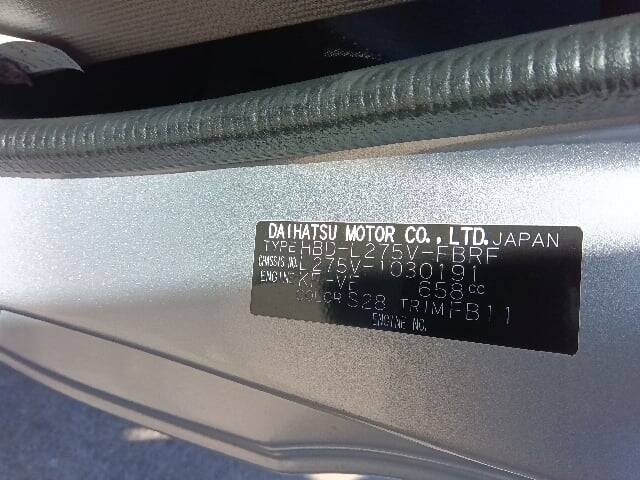 DAIHATSU MOTOR CO., LTD. JAPAN
TYPE HBD-L275V-FBRF
CHASSIS NO. L275V-1030191
ENGINE KF-VE 658cc
COLOR S28 TRIM FB11
ENGINE NO.